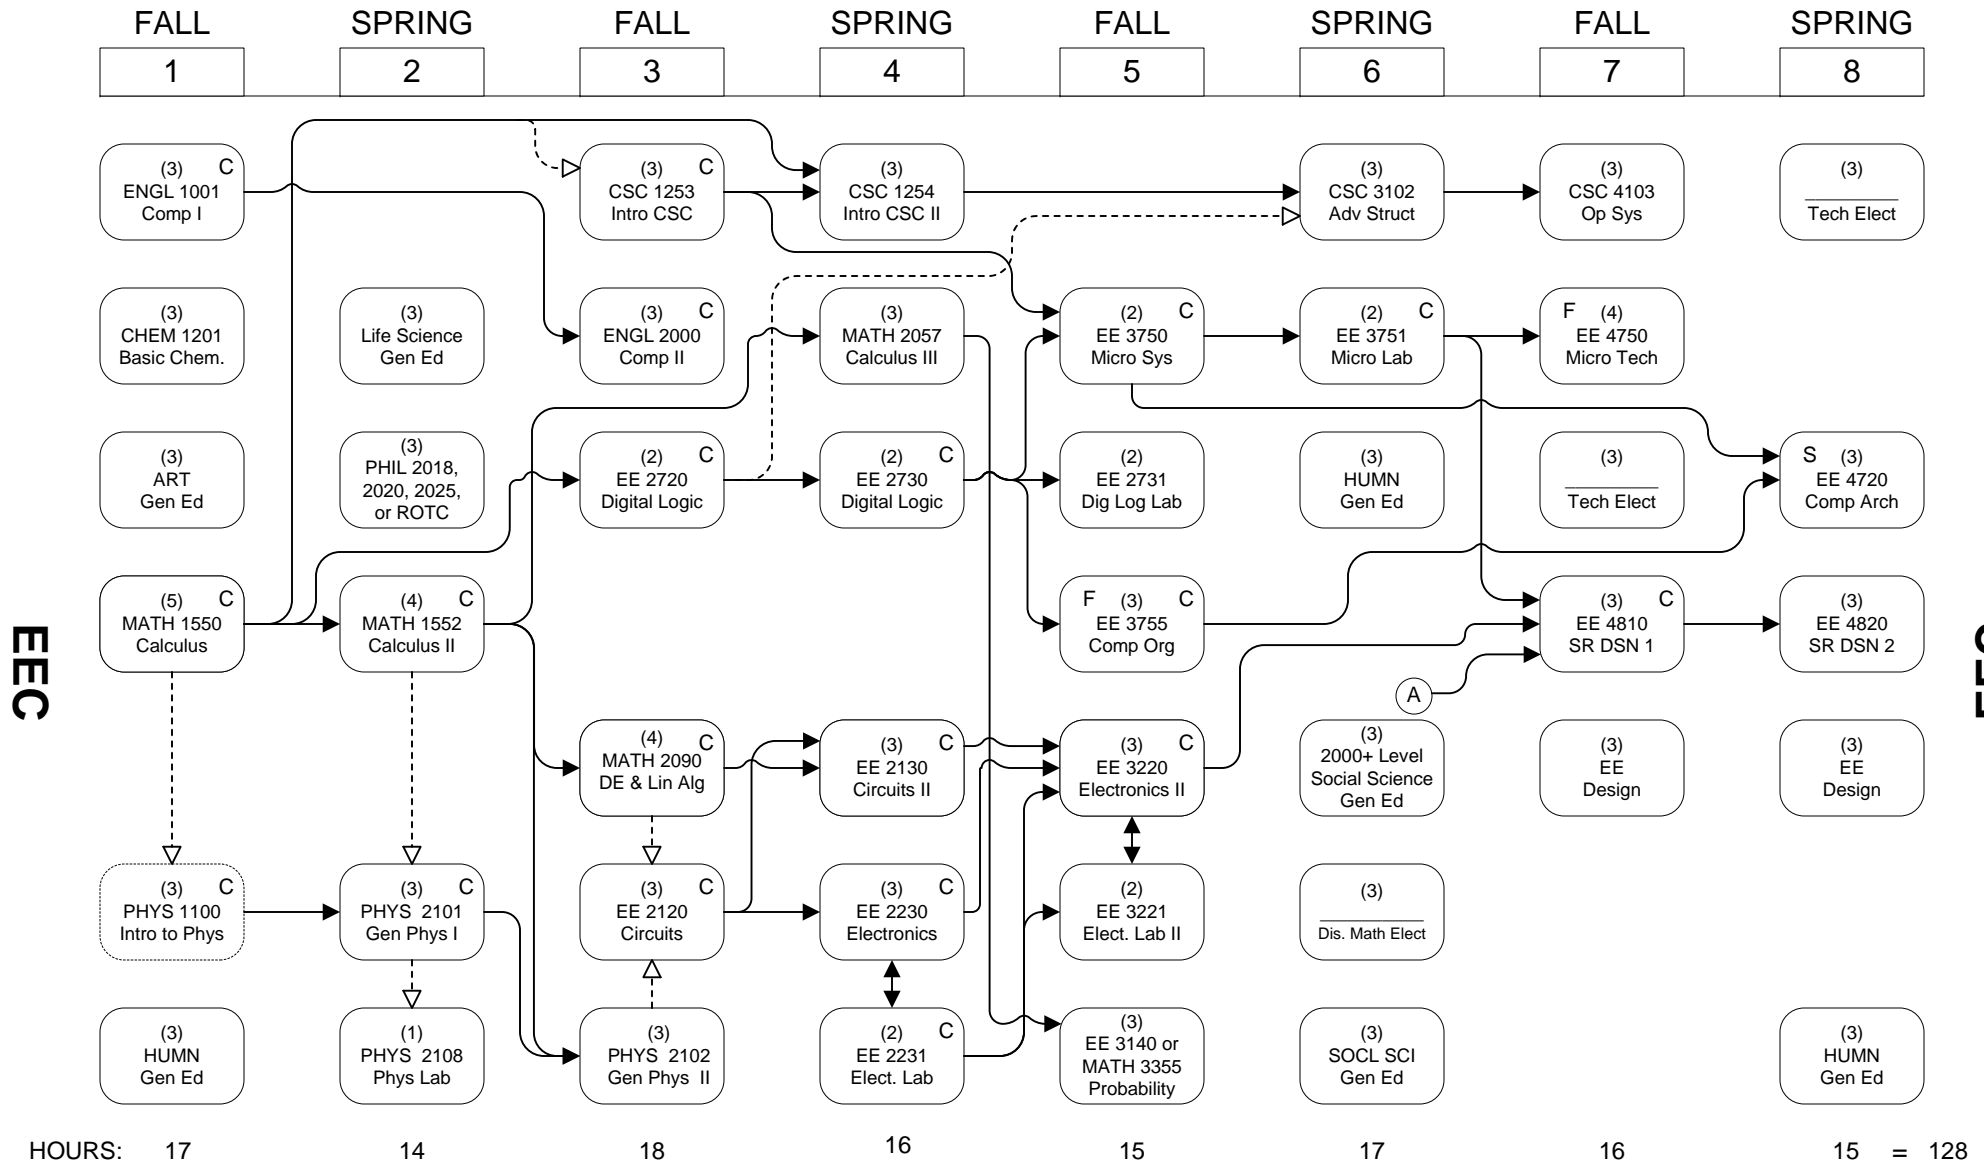 FALL SPRING FALL SPRING FALL SPRING FALL SPRING
1 2 3 4 5 6 7 8
(3) C
ENGL 1001
Comp I
(3) C
CSC 1253
Intro CSC
(3)
CSC 1254
Intro CSC II
(3)
CSC 3102
Adv Struct
(3)
CSC 4103
Op Sys
(3)
__________
Tech Elect
(3)
CHEM 1201
Basic Chem.
(3)
Life Science
Gen Ed
(3) C
ENGL 2000
Comp II
(3)
MATH 2057
Calculus III
(2) C
EE 3750
Micro Sys
(2) C
EE 3751
Micro Lab
F (4)
EE 4750
Micro Tech
(3)
ART
Gen Ed
(3)
PHIL 2018,
2020, 2025,
or ROTC
(2) C
EE 2720
Digital Logic
(2) C
EE 2730
Digital Logic
(2)
EE 2731
Dig Log Lab
(3)
HUMN
Gen Ed
(3)
__________
Tech Elect
S (3)
EE 4720
Comp Arch
(5) C
MATH 1550
Calculus
(4) C
MATH 1552
Calculus II
F (3) C
EE 3755
Comp Org
(3) C
EE 4810
SR DSN 1
(3)
EE 4820
SR DSN 2
EEC
A
(4) C
MATH 2090
DE & Lin Alg
(3) C
EE 2130
Circuits II
(3) C
EE 3220
Electronics II
(3)
2000+ Level
Social Science
Gen Ed
(3)
EE
Design
(3)
EE
Design
(3) C
PHYS 1100
Intro to Phys
(3) C
PHYS 2101
Gen Phys I
(3) C
EE 2120
Circuits
(3) C
EE 2230
Electronics
(2)
EE 3221
Elect. Lab II
(3)
____________
Dis. Math Elect
(3)
HUMN
Gen Ed
(1)
PHYS 2108
Phys Lab
(3)
PHYS 2102
Gen Phys II
(2) C
EE 2231
Elect. Lab
(3)
EE 3140 or
MATH 3355
Probability
(3)
SOCL SCI
Gen Ed
(3)
HUMN
Gen Ed
HOURS: 17 14 18 16 15 17 16 15 = 128